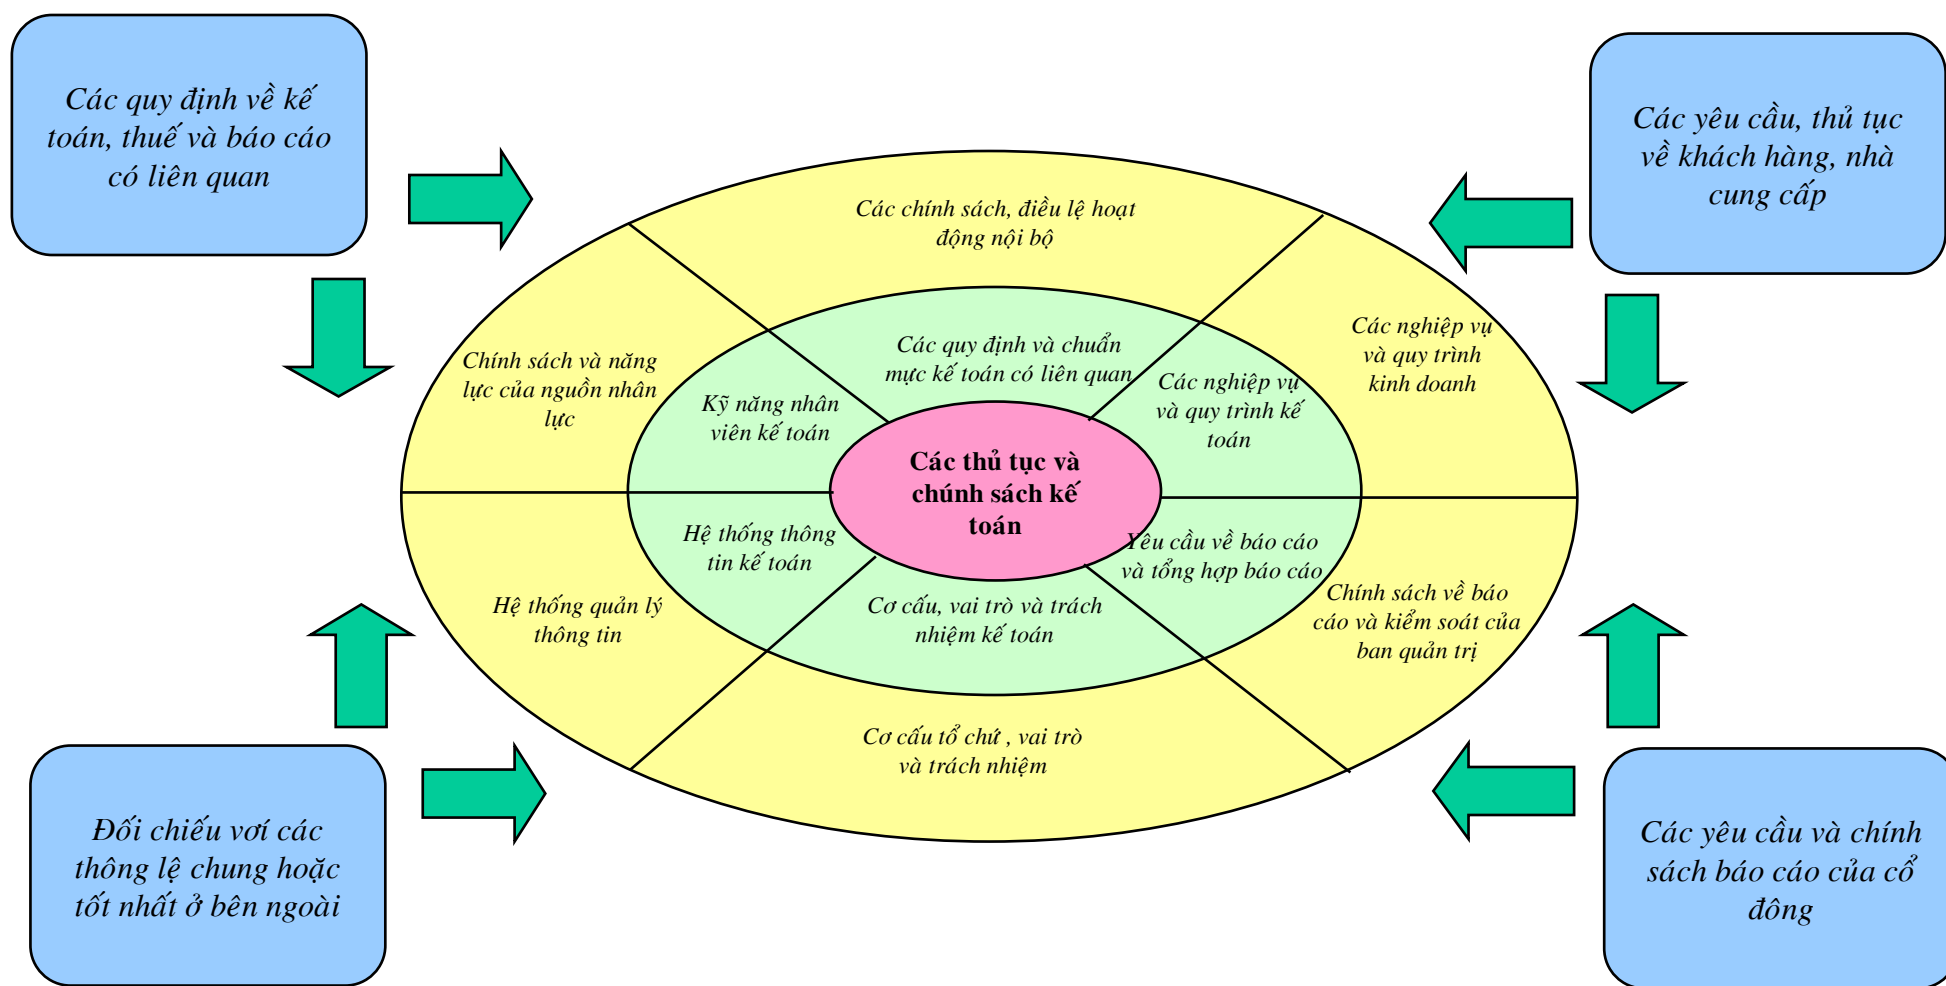 Các quy định về kế
toán, thuế và báo cáo
có liên quan
Các yêu cầu, thủ tục
về khách hàng, nhà
cung cấp
Các chính sách, điều lệ hoạt
động nội bộ
Các nghiệp vụ
và quy trình
kinh doanh
Chính sách và năng
lực của nguồn nhân
lực
Các quy định và chuẩn
mực kế toán có liên quan
Các nghiệp vụ
và quy trình kế
toán
Kỹ năng nhân
viên kế toán
Các thủ tục và
chúnh sách kế
toán
Hệ thống thông
tin kế toán
Yêu cầu về báo cáo
và tổng hợp báo cáo
Hệ thống quản lý
thông tin
Cơ cấu, vai trò và trách
nhiệm kế toán
Chính sách về báo
cáo và kiểm soát của
ban quản trị
Cơ cấu tổ chứ , vai trò
và trách nhiệm
Đối chiếu vơí các
thông lệ chung hoặc
tốt nhất ở bên ngoài
Các yêu cầu và chính
sách báo cáo của cổ
đông